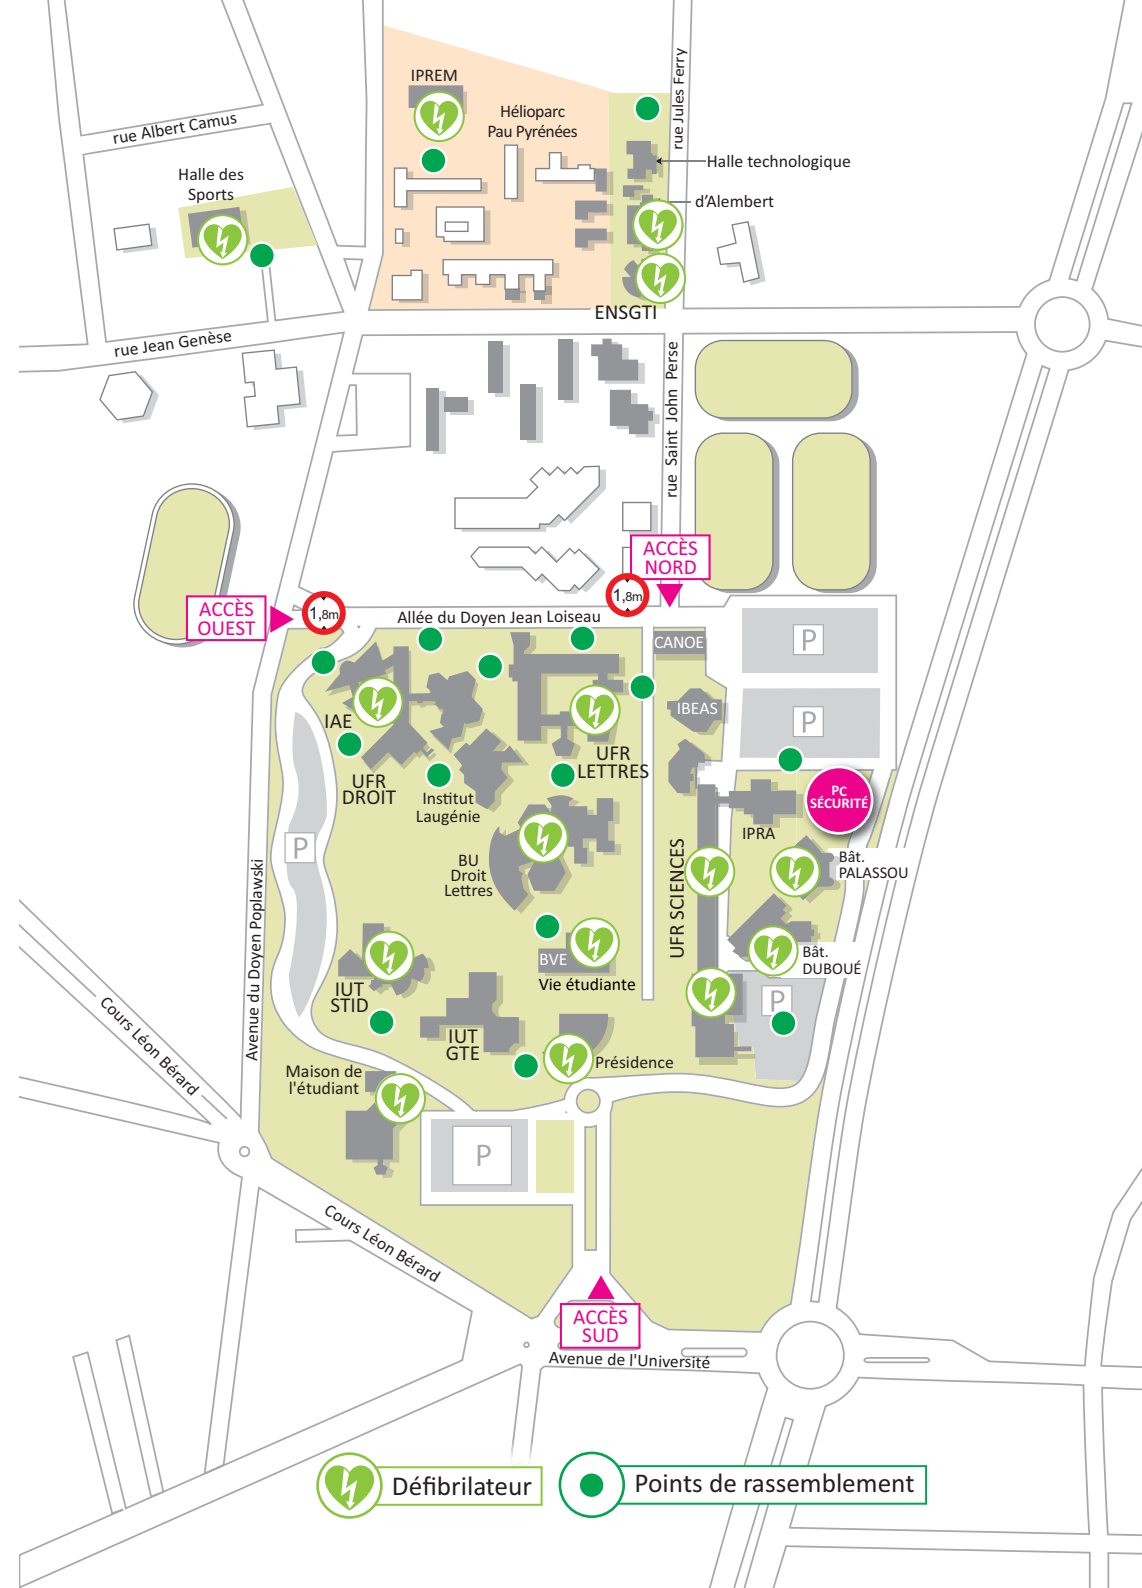 IPREM
Hélioparc
Pau Pyrénées
rue Jules Ferry
rue Albert Camus
Halle technologique
Halle des
Sports
d'Alembert
ENSGTI
rue Jean Genèse
rue Saint John Perse
ACCÈS
NORD
1,8m
ACCÈS
OUEST
1,8m
Allée du Doyen Jean Loiseau
CANOE
P
IBEAS
P
IAE
UFR
DROIT
UFR
LETTRES
Institut
Laugénie
PC
SÉCURITÉ
IPRA
P
BU
Droit
Lettres
UFR SCIENCES
Bât.
PALASSOU
Avenue du Doyen Poplawski
BVE
Vie étudiante
Bât.
DUBOUÉ
IUT
STID
P
Cours Léon Bérard
IUT
GTE
Présidence
Maison de
l'étudiant
P
Cours Léon Bérard
ACCÈS
SUD
Avenue de l'Université
Défibrilateur
Points de rassemblement